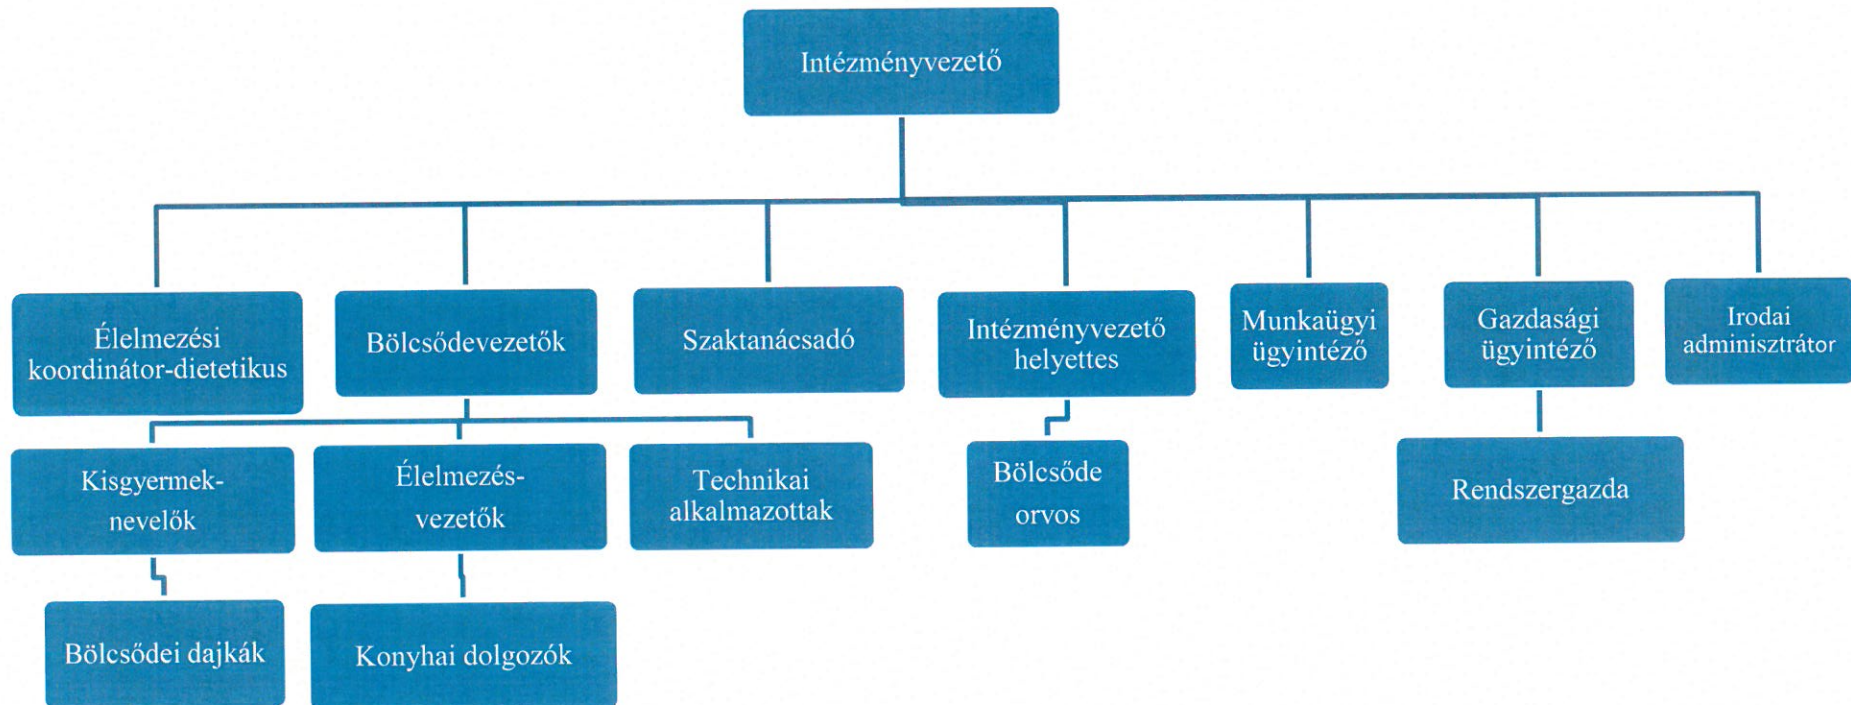 Intézményvezető
Élelmezési
koordinátor-dietetikus
Bölcsődevezetők
Szaktanácsadó
Intézményvezető
helyettes
Munkaügyi
ügyintéző
Gazdasági
ügyintéző
Irodai
adminisztrátor
Kisgyermek-
nevelők
Élelmezés-
vezetők
Technikai
alkalmazottak
Bölcsőde
orvos
Rendszergazda
Bölcsődei dajkák
Konyhai dolgozók